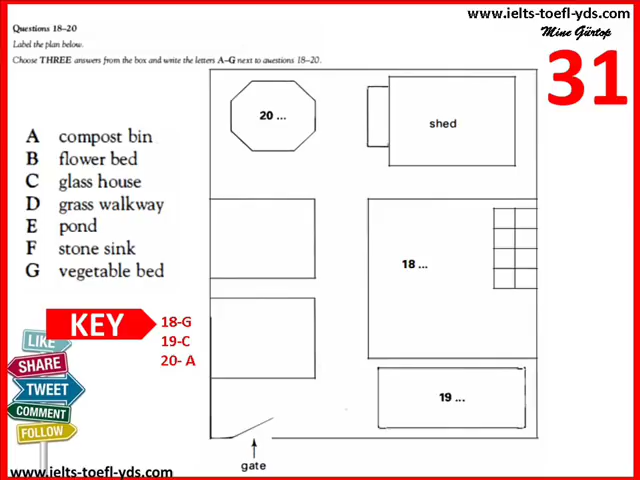 www.ielts-toefl-yds.com
Mine Gürtop
Questions 18–20
Label the plan below.
Choose THREE answers from the box and write the letters A–G next to questions 18–20.
31
A compost bin
B flower bed
C glass house
D grass walkway
E pond
F stone sink
G vegetable bed
20 ...
shed
18 ...
19 ...
gate
KEY
18-G
19-C
20- A
LIKE
SHARE
TWEET
COMMENT
FOLLOW
www.ielts-toefl-yds.com